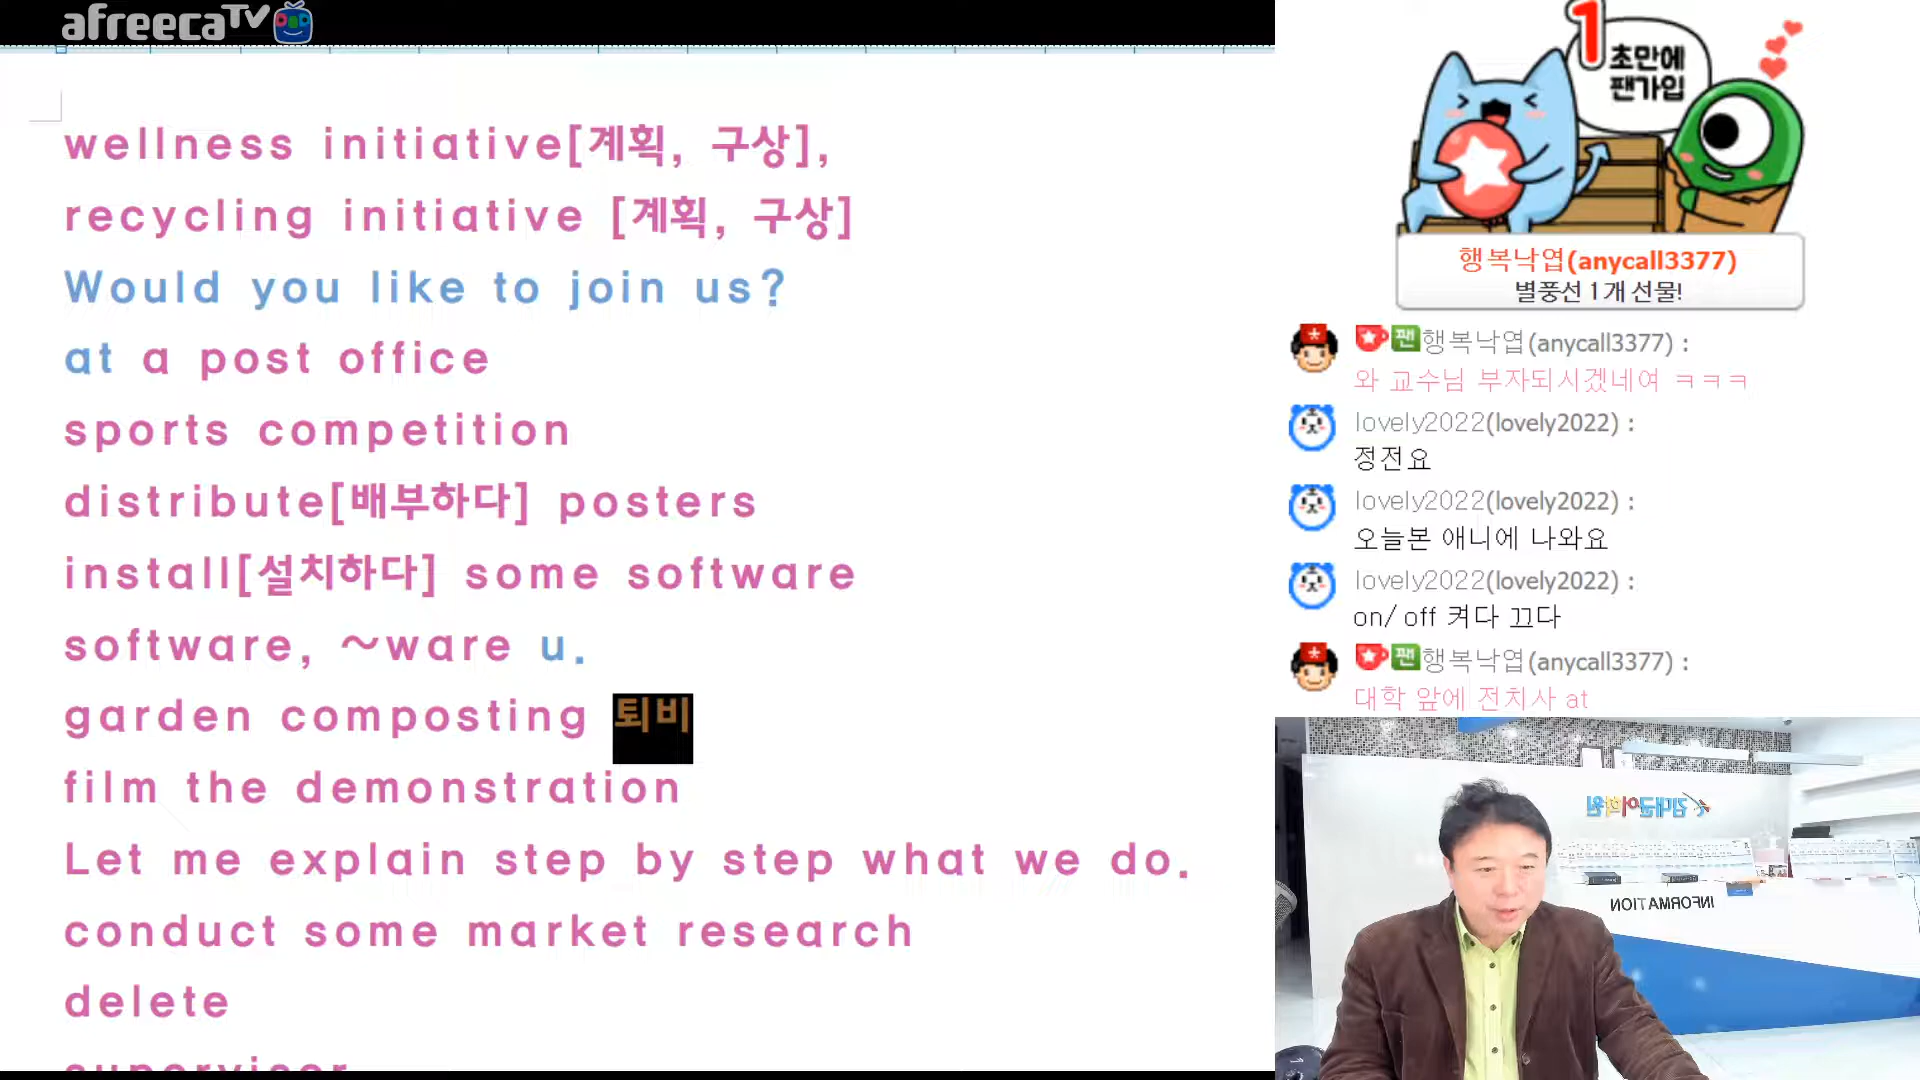 afreecaTV
wellness initiative[계획, 구상],
recycling initiative [계획, 구상]
Would you like to join us?
at a post office
sports competition
distribute[배부하다] posters
install[설치하다] some software
software, ~ware u.
garden composting 퇴비
film the demonstration
Let me explain step by step what we do.
conduct some market research
delete
supervisor
1초만에
팬가입
행복낙엽(anycall3377)
별풍선 1개 선물!
팬 행복낙엽(anycall3377) :
와 교수님 부자되시겠네여 ㅋㅋㅋ
lovely2022(lovely2022) :
정전요
lovely2022(lovely2022) :
오늘본 애니에 나와요
lovely2022(lovely2022) :
on/ off 켜다 끄다
팬 행복낙엽(anycall3377) :
대학 앞에 전치사 at
김대균어학원
INFORMATION